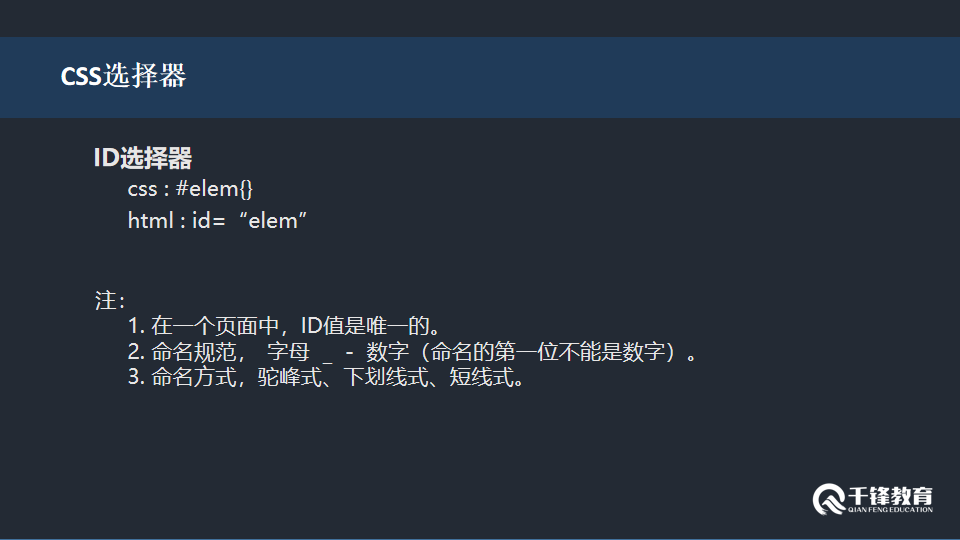 CSS选择器
ID选择器
css : #elem{}
html : id=“elem”
注：
1. 在一个页面中，ID值是唯一的。
2. 命名规范， 字母 _ - 数字（命名的第一位不能是数字）。
3. 命名方式，驼峰式、下划线式、短线式。
千锋教育
QIAN FENG EDUCATION